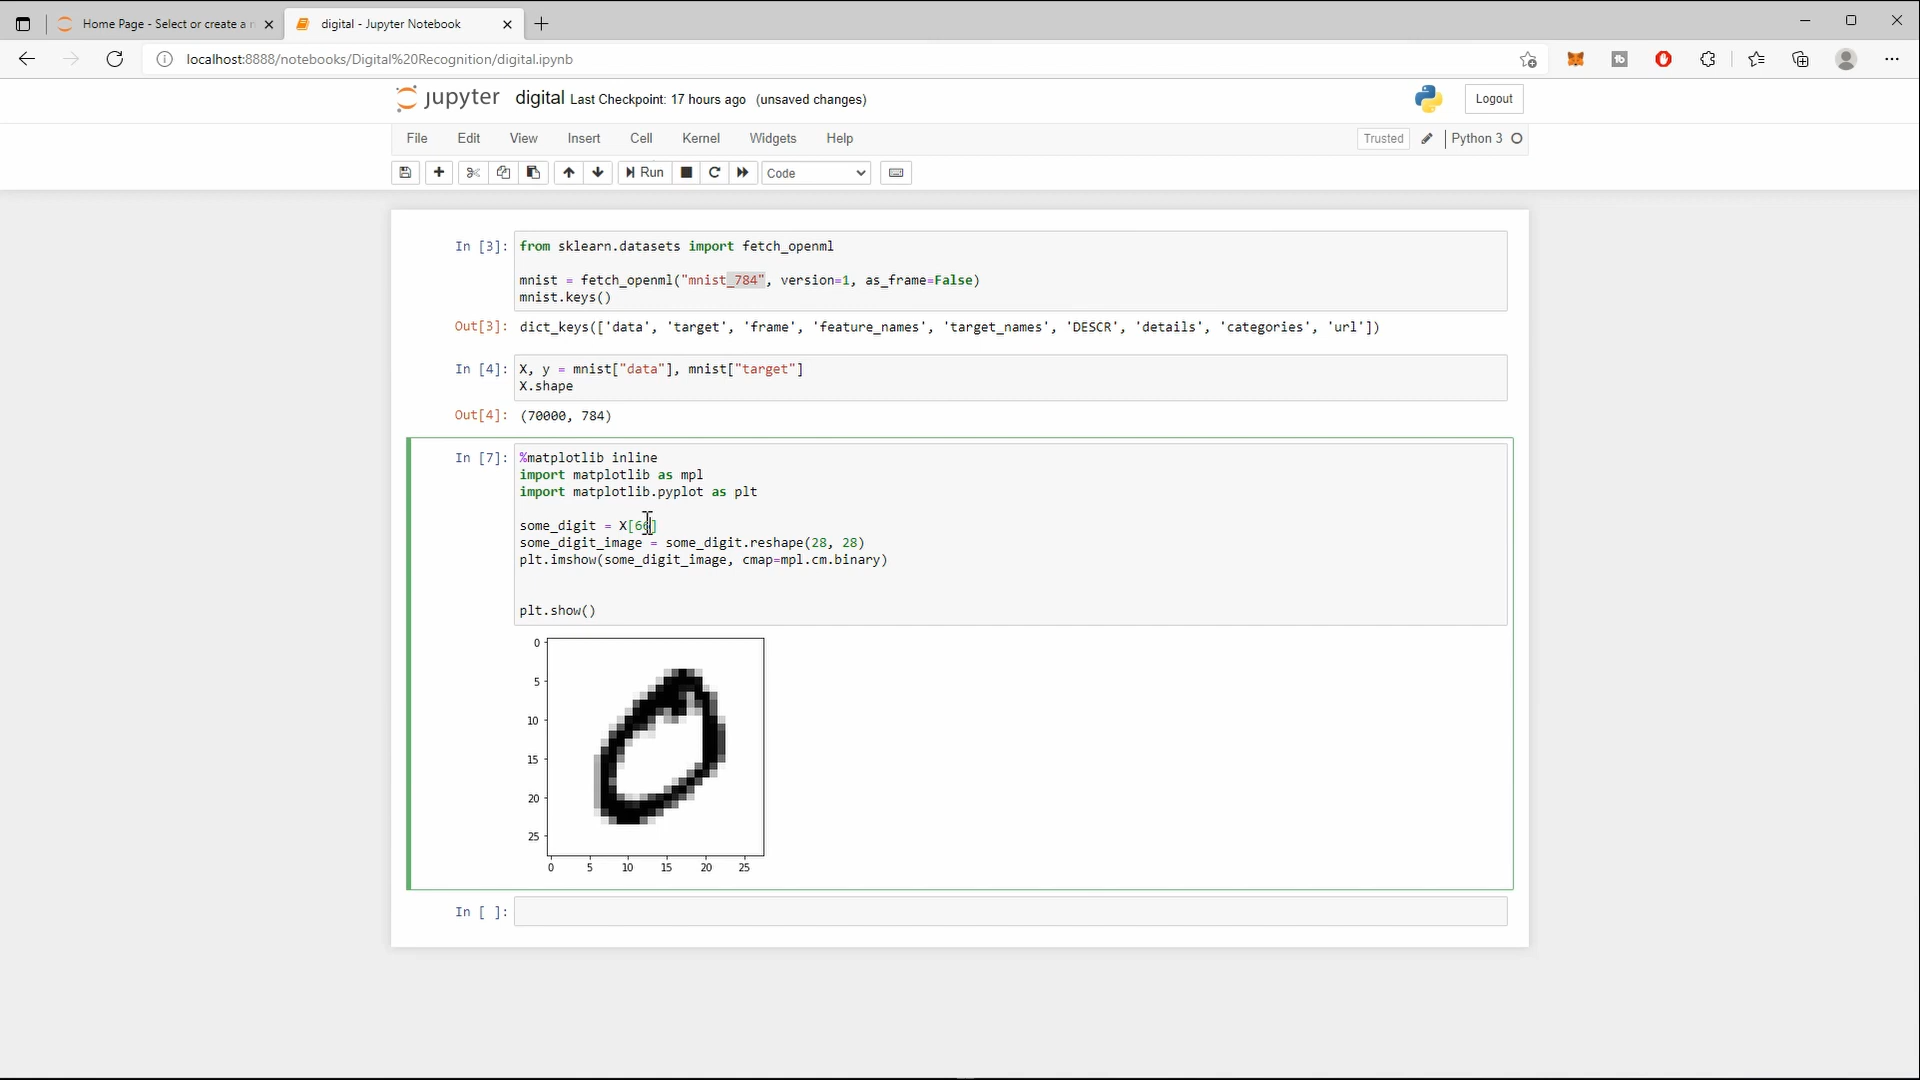 Home Page - Select or create a n
digital - Jupyter Notebook
localhost:8888/notebooks/Digital%20Recognition/digital.ipynb
jupyter digital Last Checkpoint: 17 hours ago (unsaved changes)
Logout
File Edit View Insert Cell Kernel Widgets Help
Trusted
Python 3
Run
Code
In [3]: from sklearn.datasets import fetch_openml
mnist = fetch_openml("mnist_784", version=1, as_frame=False)
mnist.keys()
Out[3]: dict_keys(['data', 'target', 'frame', 'feature_names', 'target_names', 'DESCR', 'details', 'categories', 'url'])
In [4]: X, y = mnist["data"], mnist["target"]
X.shape
Out[4]: (70000, 784)
In [7]: %matplotlib inline
import matplotlib as mpl
import matplotlib.pyplot as plt
some_digit = X[66]
some_digit_image = some_digit.reshape(28, 28)
plt.imshow(some_digit_image, cmap=mpl.cm.binary)
plt.show()
0
5
10
15
20
25
0 5 10 15 20 25
In [ ]: